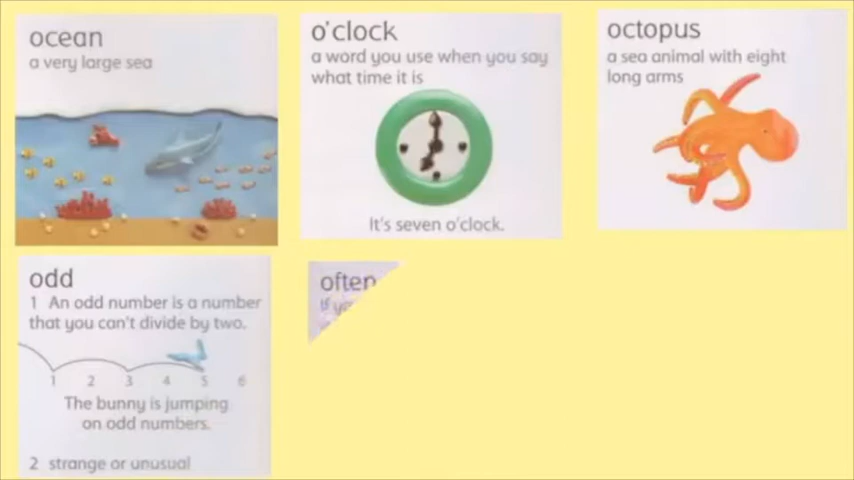 ocean
a very large sea
o'clock
a word you use when you say
what time it is
It's seven o'clock.
octopus
a sea animal with eight
long arms
odd
1 An odd number is a number
that you can't divide by two.
1 2 3 4 5 6
The bunny is jumping
on odd numbers.
2 strange or unusual
often
If